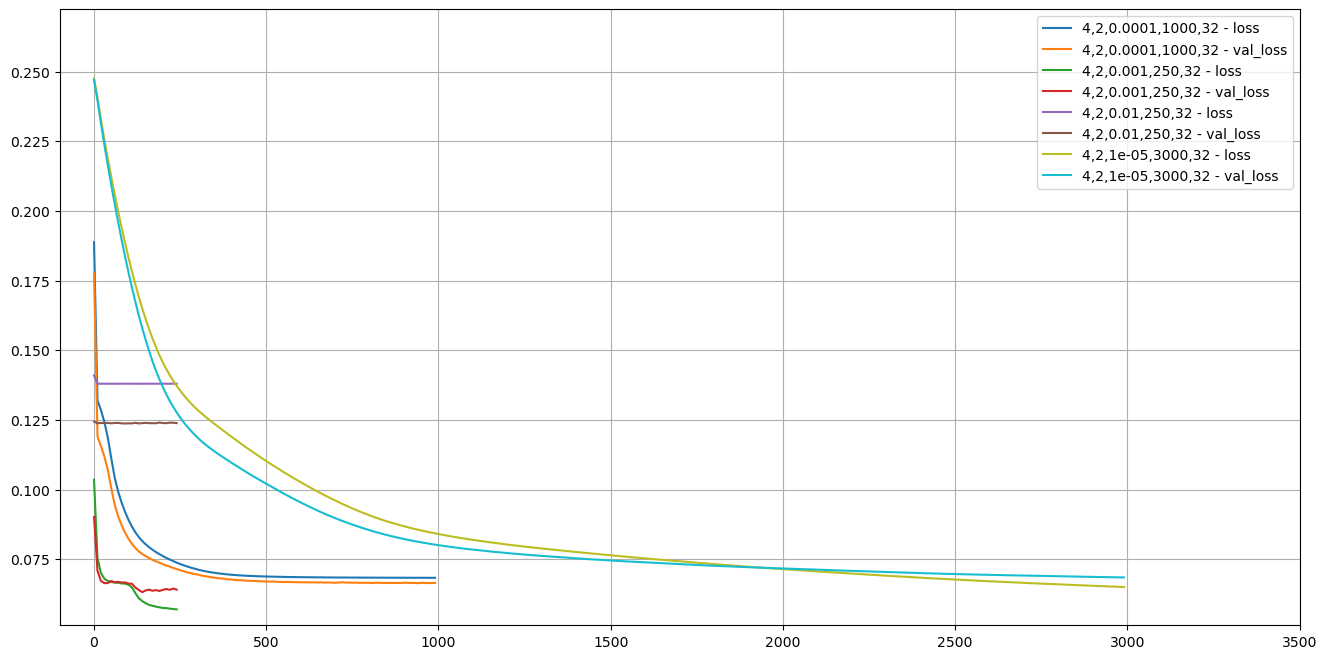 4,2,0.0001,1000,32 - loss
4,2,0.0001,1000,32 - val_loss
4,2,0.001,250,32 - loss
4,2,0.001,250,32 - val_loss
4,2,0.01,250,32 - loss
4,2,0.01,250,32 - val_loss
4,2,1e-05,3000,32 - loss
4,2,1e-05,3000,32 - val_loss
0.250
0.225
0.200
0.175
0.150
0.125
0.100
0.075
0 500 1000 1500 2000 2500 3000 3500